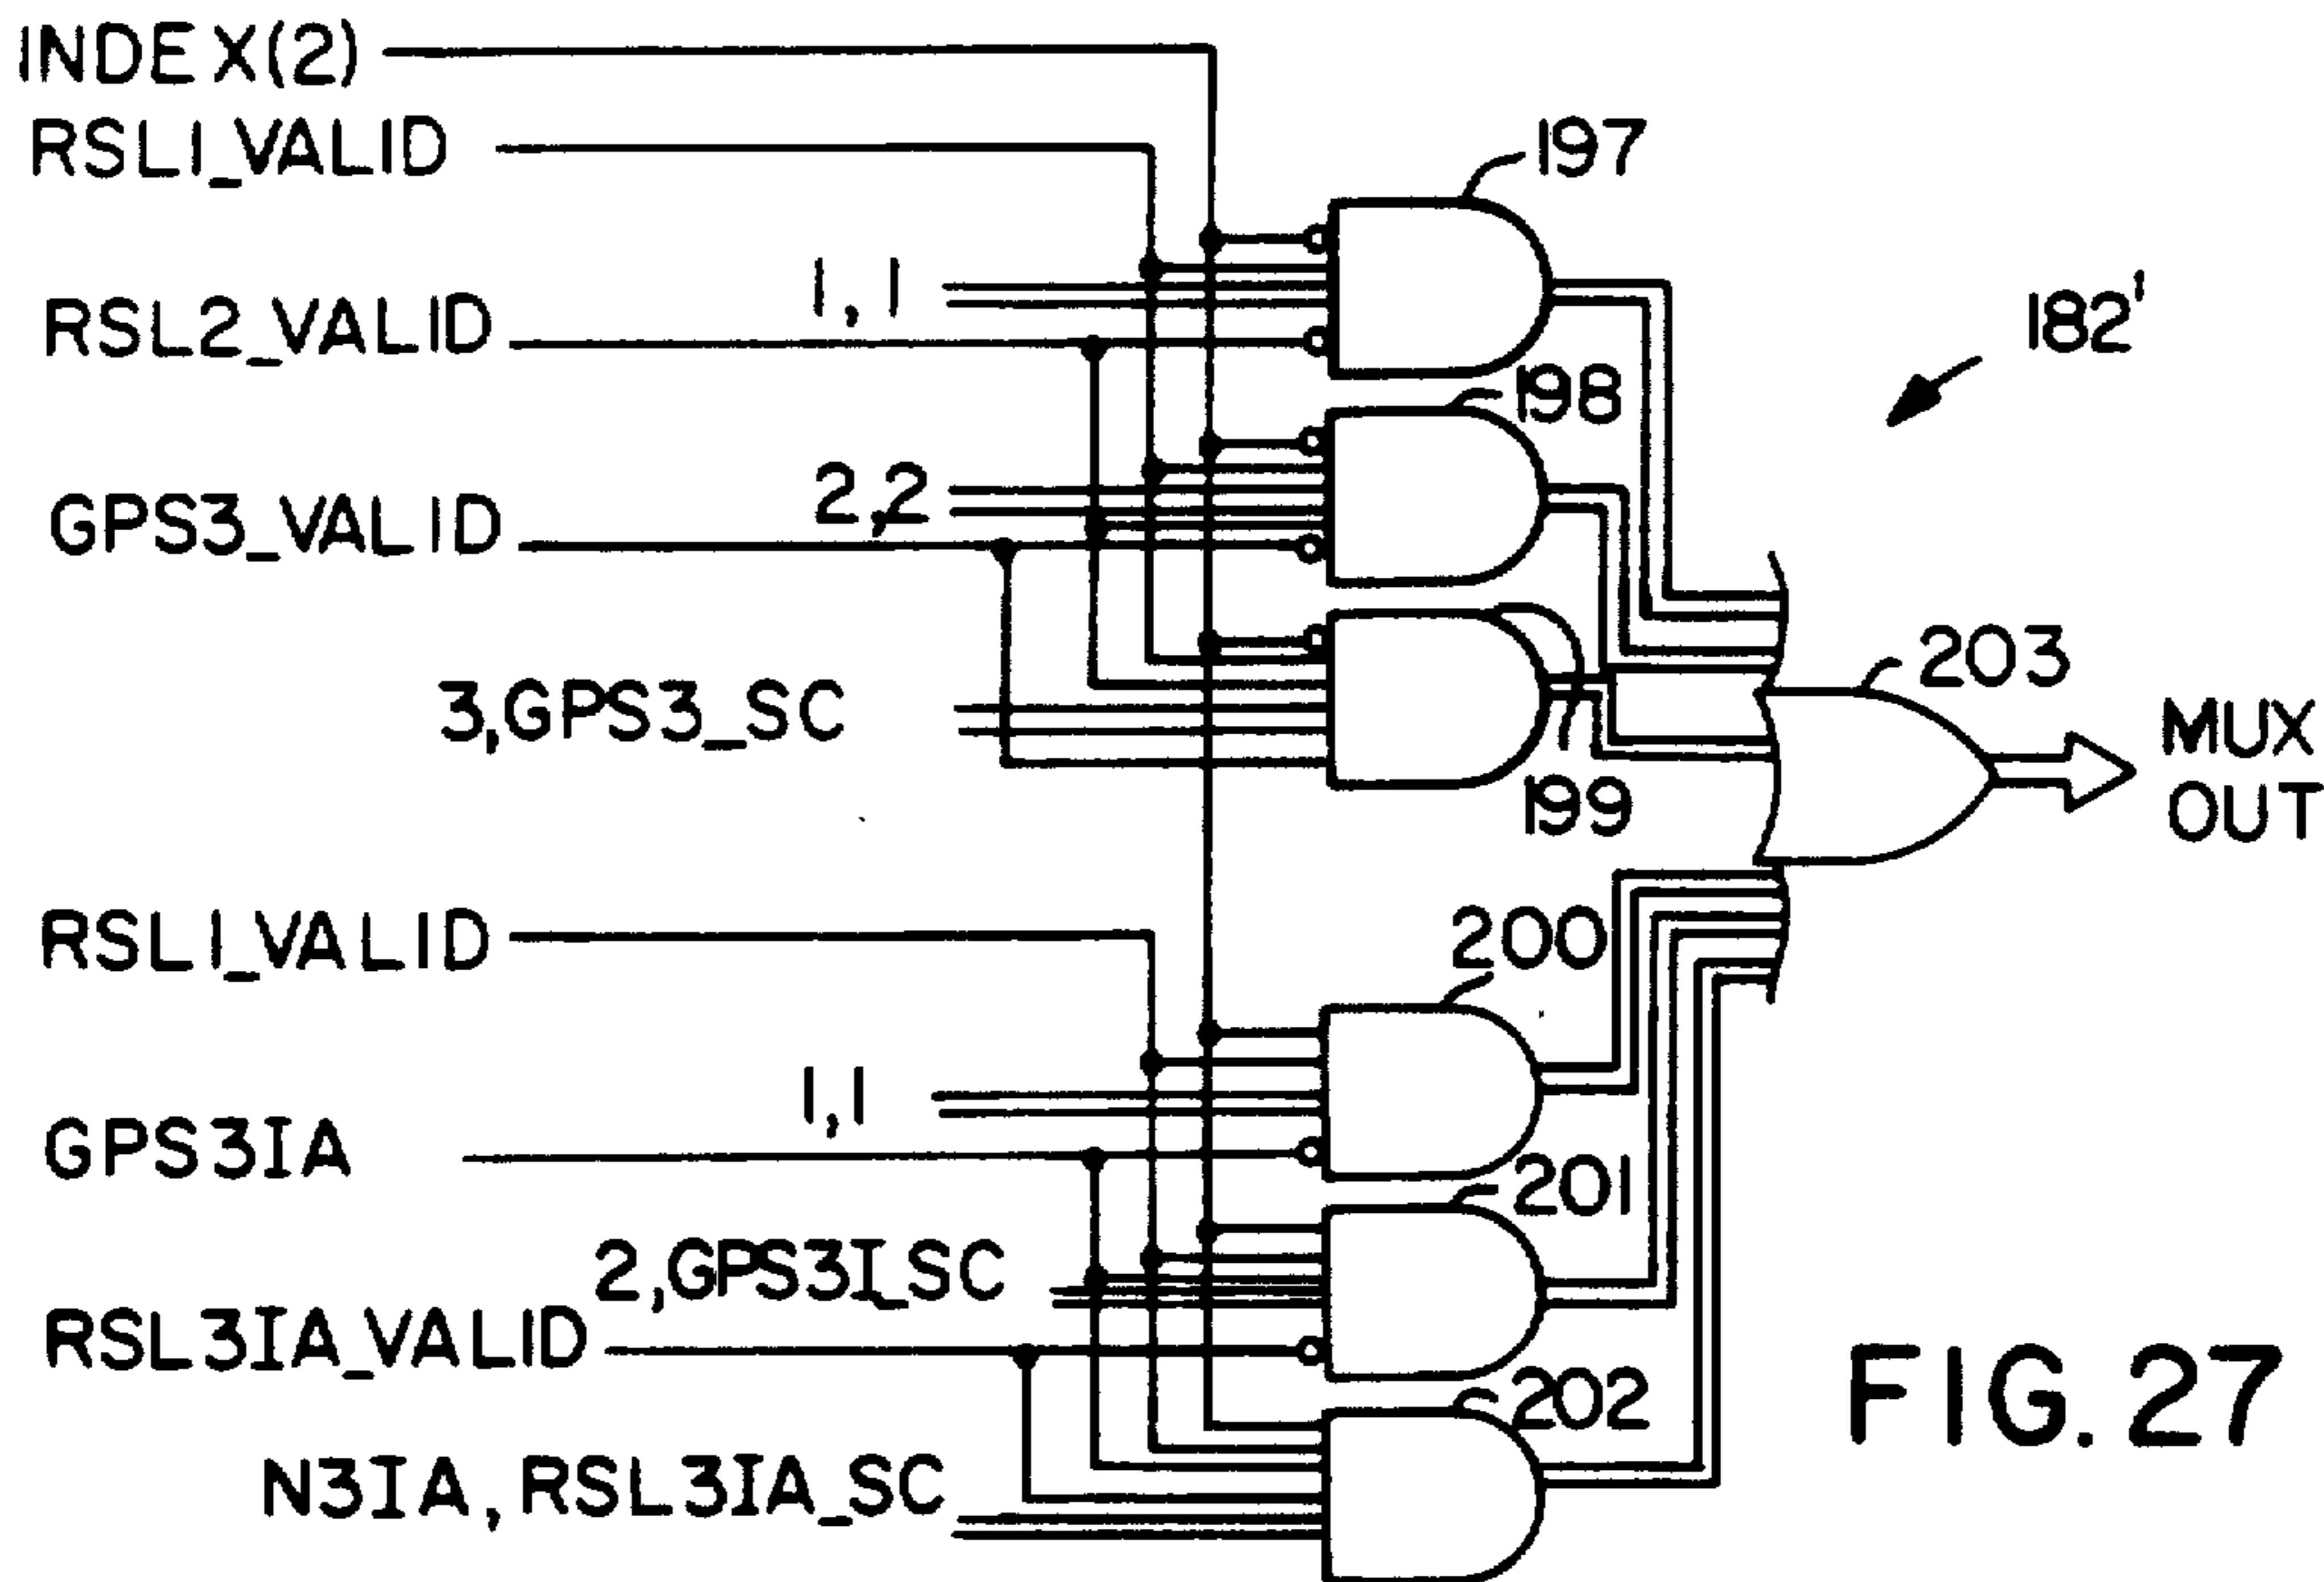 INDEX(2)
RSL1_VALID
197
1,1
RSL2_VALID
182'
198
2,2
GPS3_VALID
203
3,GPS3_SC
MUX
OUT
199
RSL1_VALID
200
1,1
GPS3IA
201
2,GPS3I_SC
RSL3IA_VALID
202
FIG. 27
N3IA,RSL3IA_SC